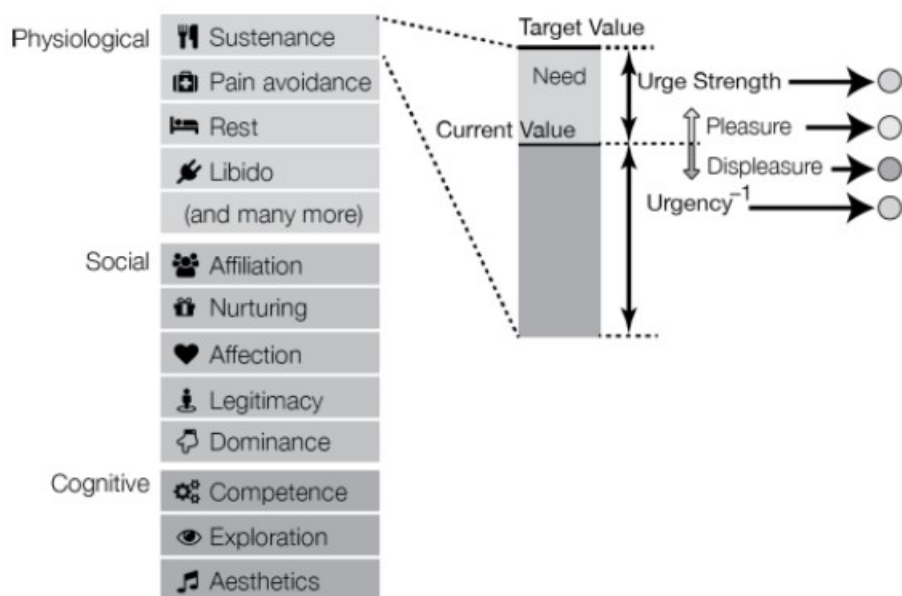 Physiological
Sustenance
Pain avoidance
Rest
Libido
(and many more)
Social
Affiliation
Nurturing
Affection
Legitimacy
Dominance
Cognitive
Competence
Exploration
Aesthetics
Target Value
Need
Urge Strength
Current Value
Pleasure
Displeasure
Urgency⁻¹